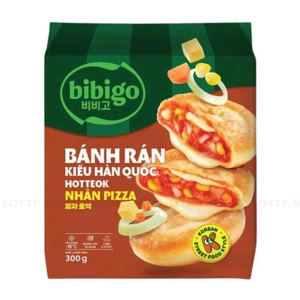 bibigo
비비고
BÁNH RÁN
KIỂU HÀN QUỐC
HOTTEOK
NHÂN PIZZA
피자 호떡
KOREAN
STREET FOOD STYLE
300g